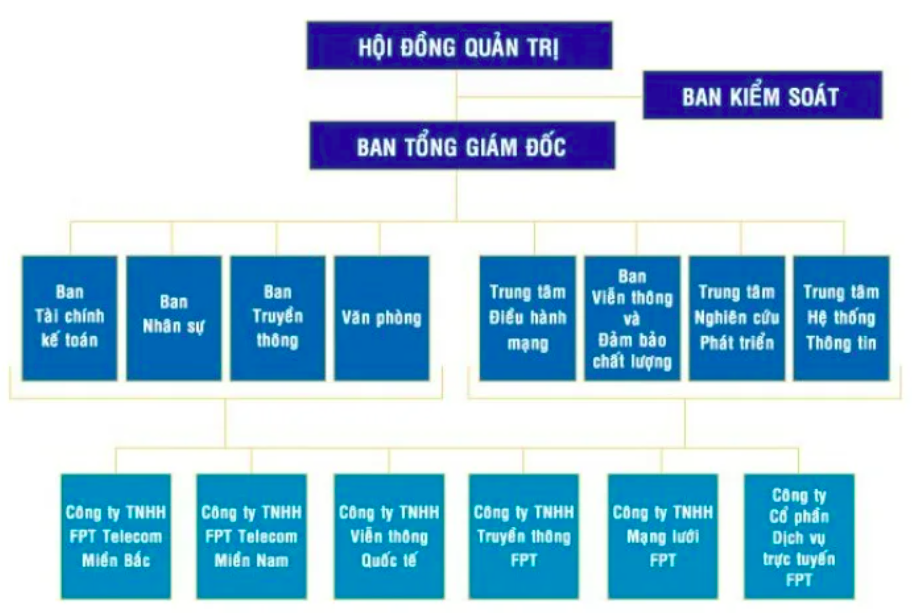 HỘI ĐỒNG QUẢN TRỊ
BAN KIỂM SOÁT
BAN TỔNG GIÁM ĐỐC
Ban
Tài chính
kế toán
Ban
Nhân sự
Ban
Truyền
thông
Văn phòng
Trung tâm
Điều hành
mạng
Ban
Viễn thông
và
Đảm bảo
chất lượng
Trung tâm
Nghiên cứu
Phát triển
Trung tâm
Hệ thống
Thông tin
Công ty TNHH
FPT Telecom
Miền Bắc
Công ty TNHH
FPT Telecom
Miền Nam
Công ty TNHH
Viễn thông
Quốc tế
Công ty TNHH
Truyền thông
FPT
Công ty TNHH
Mạng lưới
FPT
Công ty
Cổ phần
Dịch vụ
trực tuyến
FPT